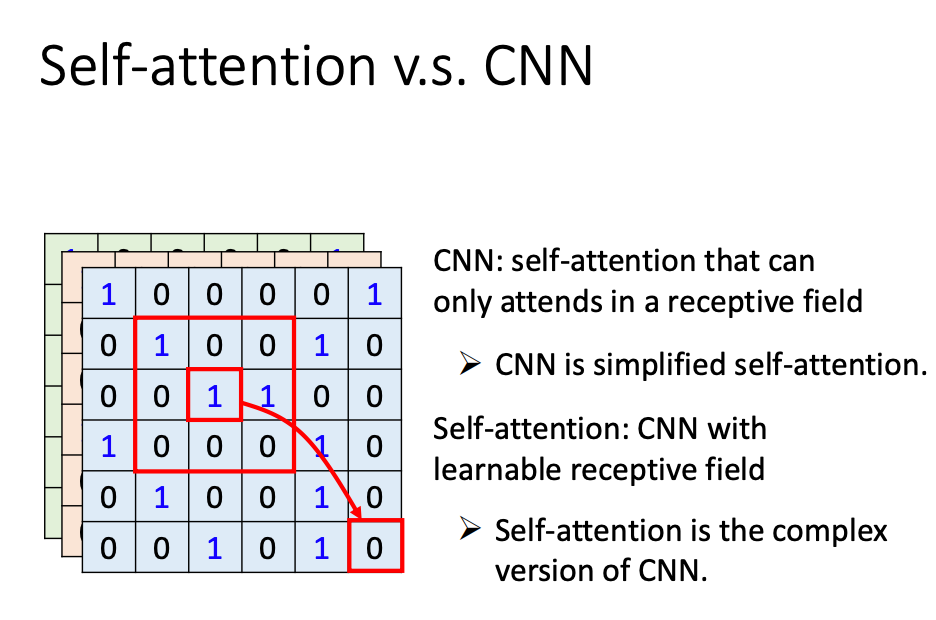 Self-attention v.s. CNN
1 0 0 0 0 1
0 1 0 0 1 0
0 0 1 1 0 0
1 0 0 0 1 0
0 1 0 0 1 0
0 0 1 0 1 0
CNN: self-attention that can
only attends in a receptive field
➢ CNN is simplified self-attention.
Self-attention: CNN with
learnable receptive field
➢ Self-attention is the complex
version of CNN.